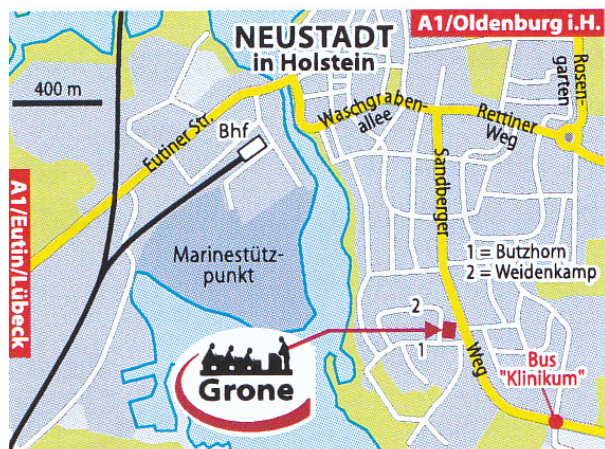 NEUSTADT
in Holstein
A1/Oldenburg i.H.
400 m
Rosen-
garten
Waschgraben-
allee
Rettiner
Weg
Eutiner Str.
Bhf
Sandberger
Weg
A1/Eutin/Lübeck
Marinestütz-
punkt
1 = Butzhorn
2 = Weidenkamp
2
1
Bus
"Klinikum"
Grone